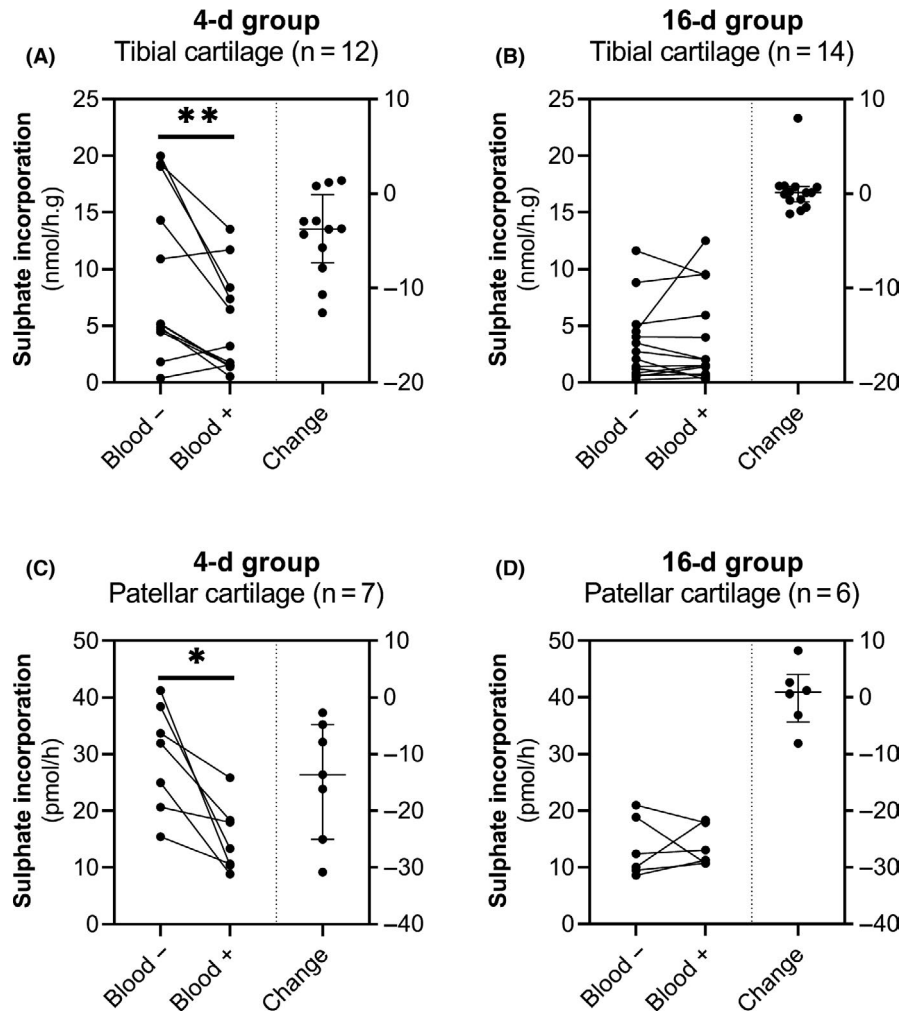 4-d group
(A) Tibial cartilage (n = 12)
Sulphate incorporation
(nmol/h.g)
25
20
15
10
5
0
**
10
0
–10
–20
Blood –
Blood +
Change
16-d group
(B) Tibial cartilage (n = 14)
Sulphate incorporation
(nmol/h.g)
25
20
15
10
5
0
10
0
–10
–20
Blood –
Blood +
Change
4-d group
(C) Patellar cartilage (n = 7)
Sulphate incorporation
(pmol/h)
50
40
30
20
10
0
*
10
0
–10
–20
–30
–40
Blood –
Blood +
Change
16-d group
(D) Patellar cartilage (n = 6)
Sulphate incorporation
(pmol/h)
50
40
30
20
10
0
10
0
–10
–20
–30
–40
Blood –
Blood +
Change